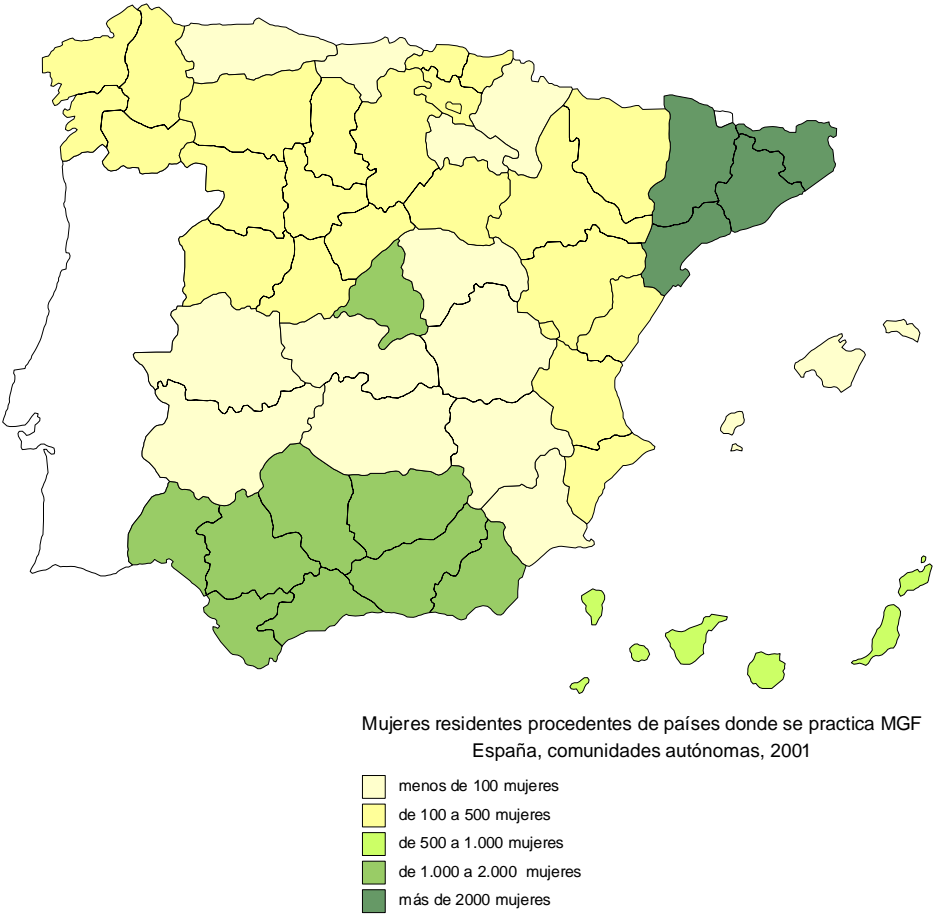 Mujeres residentes procedentes de países donde se practica MGF
España, comunidades autónomas, 2001
menos de 100 mujeres
de 100 a 500 mujeres
de 500 a 1.000 mujeres
de 1.000 a 2.000 mujeres
más de 2000 mujeres